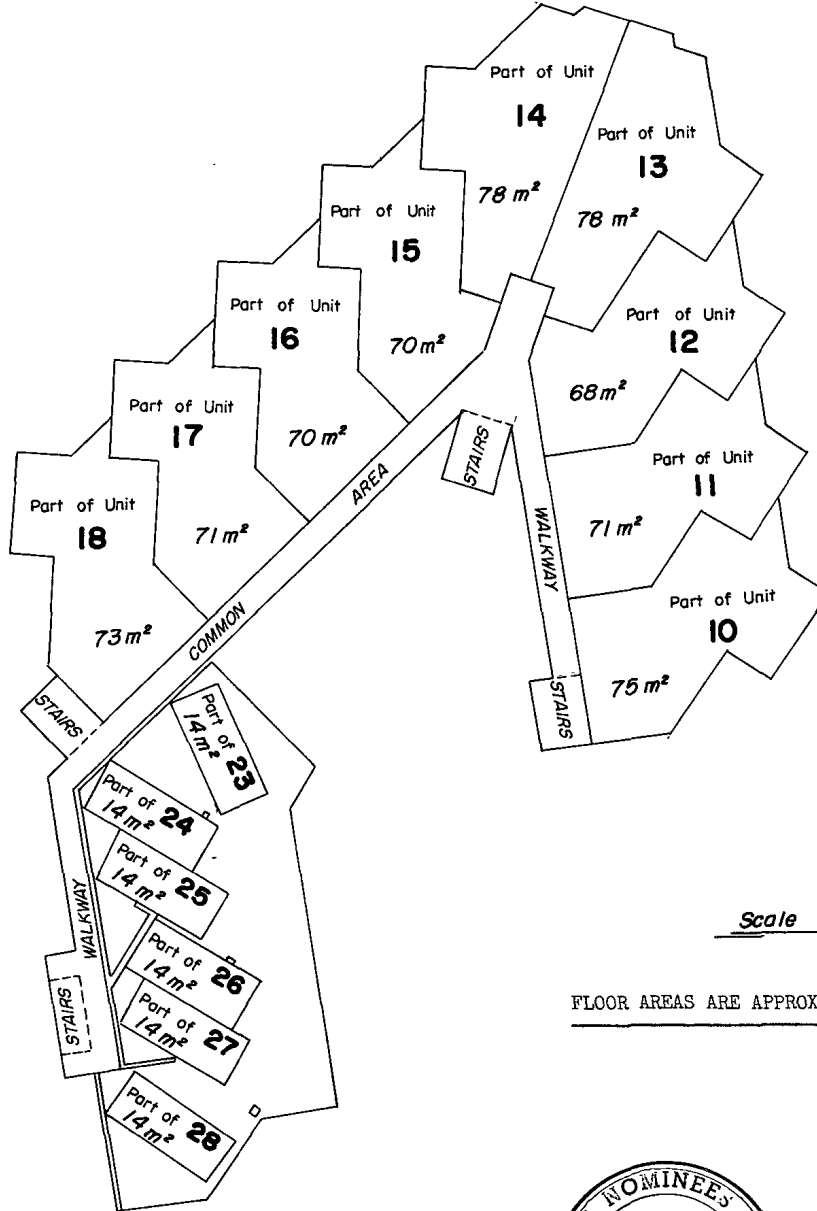 Part of Unit
14
78 m²
Part of Unit
13
78 m²
Part of Unit
15
70 m²
Part of Unit
12
68 m²
Part of Unit
16
70 m²
Part of Unit
17
71 m²
Part of Unit
11
71 m²
Part of Unit
18
73 m²
Part of Unit
10
75 m²
STAIRS
COMMON AREA
WALKWAY
STAIRS
STAIRS
Part of 23
14 m²
Part of 24
14 m²
Part of 25
14 m²
Part of 26
14 m²
Part of 27
14 m²
Part of 28
14 m²
WALKWAY
STAIRS
Scale
FLOOR AREAS ARE APPROX
NOMINEES